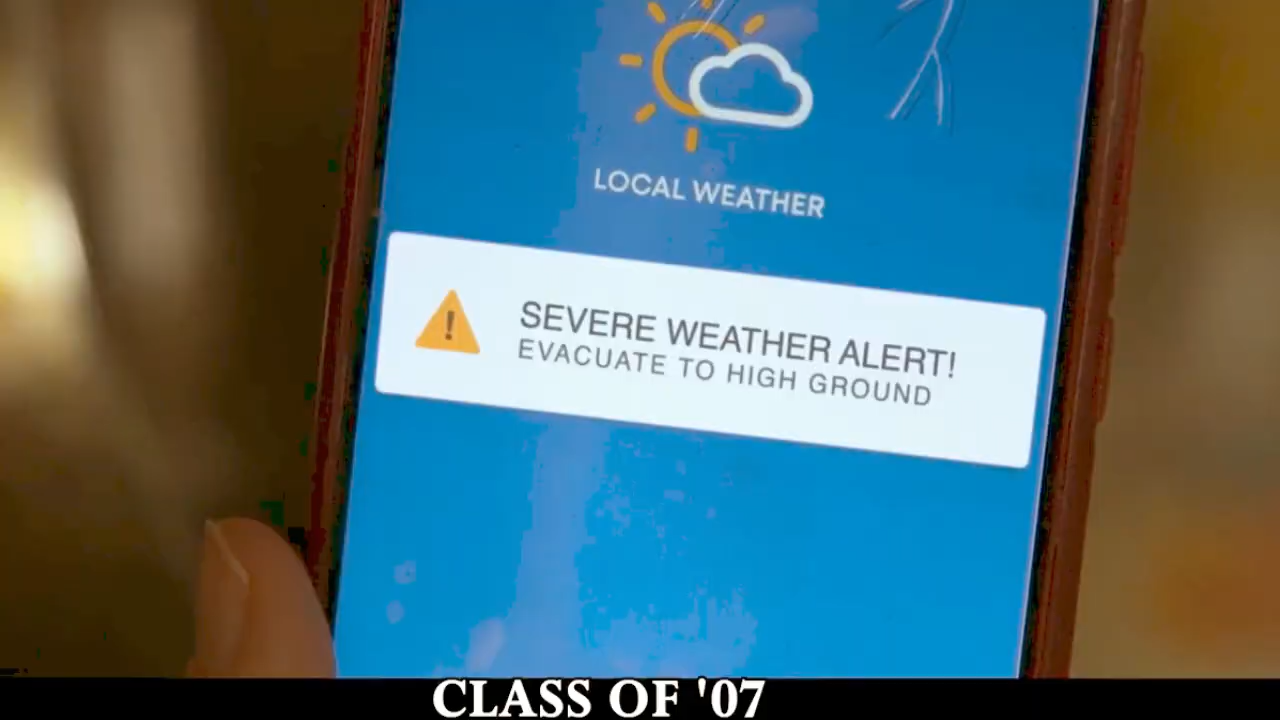 LOCAL WEATHER
SEVERE WEATHER ALERT!
EVACUATE TO HIGH GROUND
CLASS OF '07